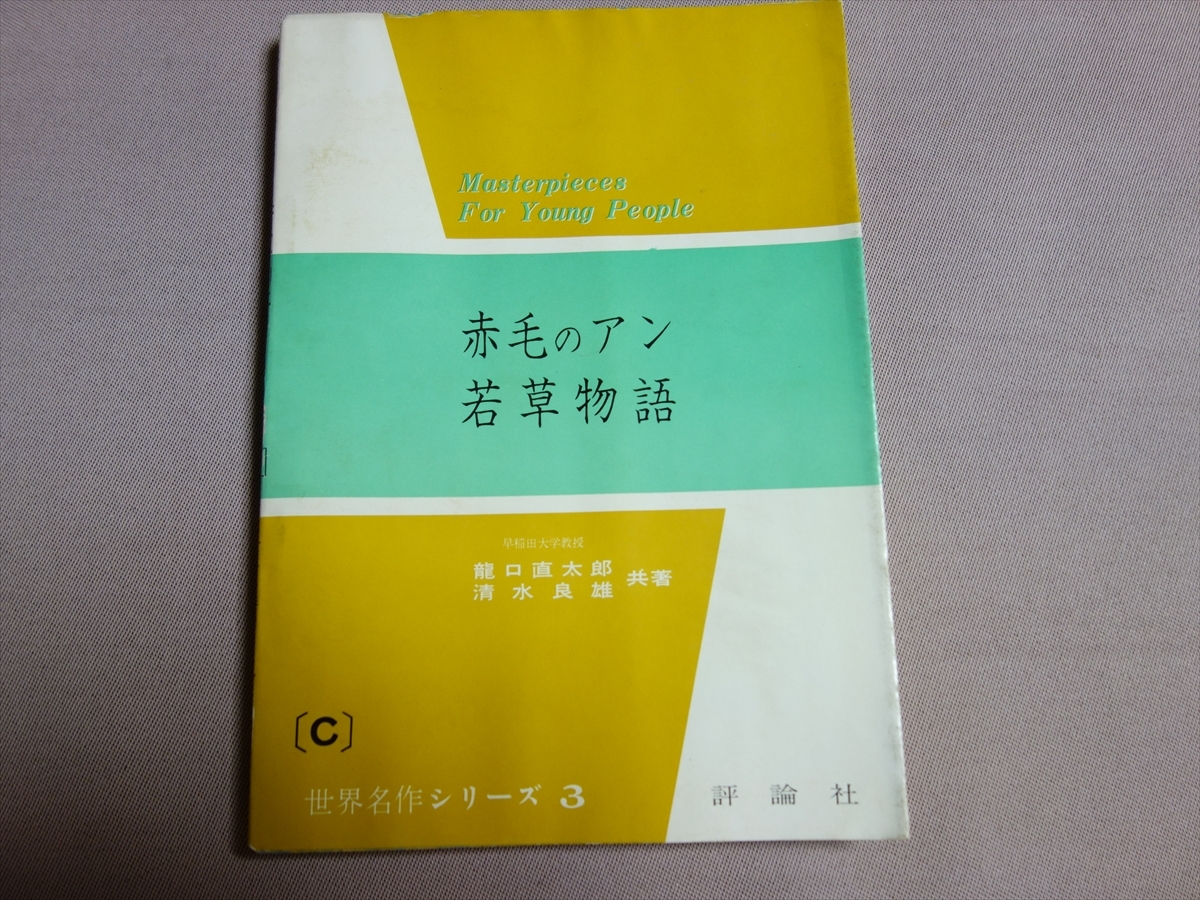 Masterpieces
For Young People
赤毛のアン
若草物語
早稲田大学教授
龍口直太郎
清水良雄 共著
〔C〕
世界名作シリーズ 3
評論社